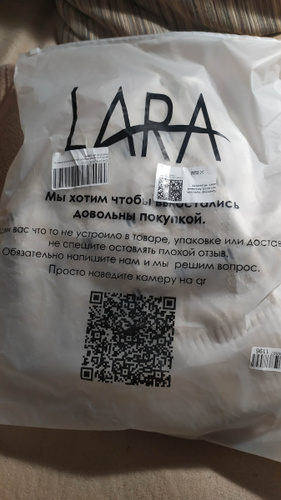 LARA
Мы хотим чтобы вы остались
довольны покупкой.
вас что то не устроило в товаре, упаковке или
не спешите оставлять плохой отзыв.
Обязательно напишите нам и мы решим вопрос.
Просто наведите камеру на qr
1196